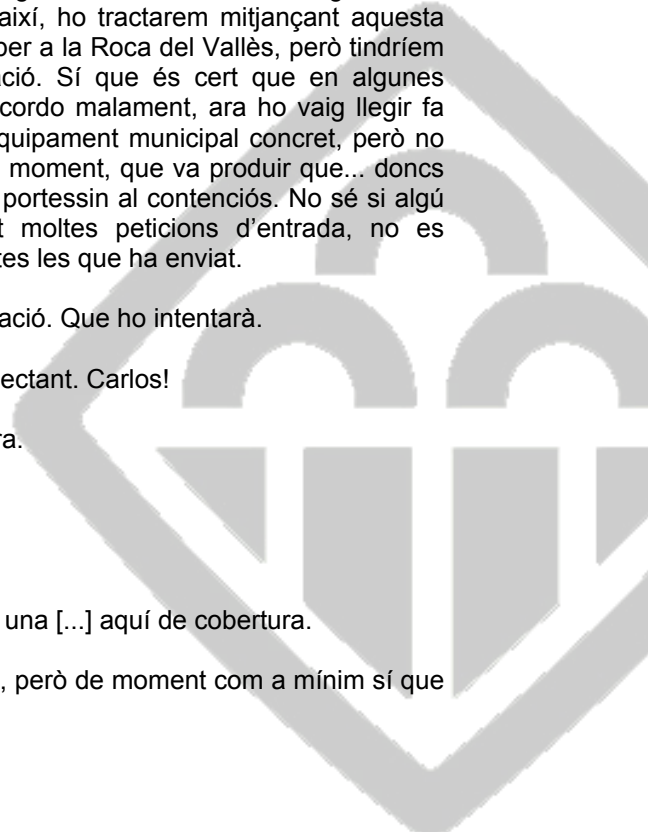 així, ho tractarem mitjançant aquesta
per a la Roca del Vallès, però tindríem
ació. Sí que és cert que en algunes
cordo malament, ara ho vaig llegir fa
quipament municipal concret, però no
moment, que va produir que... doncs
portessin al contenciós. No sé si algú
t moltes peticions d’entrada, no es
tes les que ha enviat.
ació. Que ho intentarà.
ectant. Carlos!
ra.
una [...] aquí de cobertura.
, però de moment com a mínim sí que